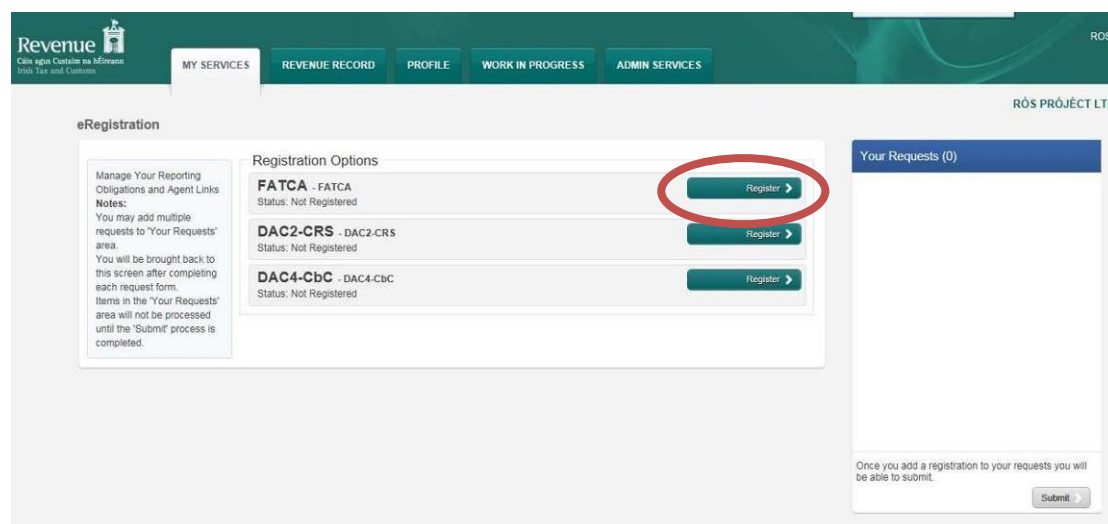 Revenue
Cáin agus Custaim na hÉireann
Irish Tax and Customs
MY SERVICES
REVENUE RECORD
PROFILE
WORK IN PROGRESS
ADMIN SERVICES
ROS
RÓS PRÓJÉCT LT
eRegistration
Manage Your Reporting
Obligations and Agent Links
Notes:
You may add multiple
requests to 'Your Requests'
area.
You will be brought back to
this screen after completing
each request form.
Items in the 'Your Requests'
area will not be processed
until the 'Submit' process is
completed.
Registration Options
FATCA - FATCA
Status: Not Registered
Register
DAC2-CRS - DAC2-CRS
Status: Not Registered
Register
DAC4-CbC - DAC4-CbC
Status: Not Registered
Register
Your Requests (0)
Once you add a registration to your requests you will
be able to submit.
Submit